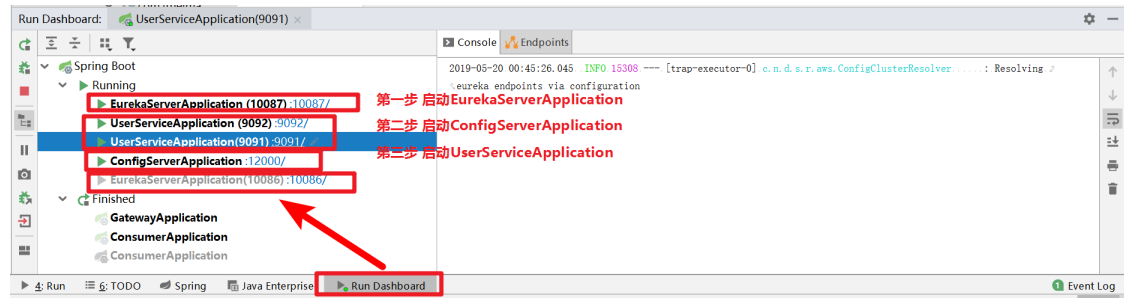 Run Dashboard: UserServiceApplication(9091) ×
Console Endpoints
Spring Boot
Running
EurekaServerApplication (10087) :10087/
UserServiceApplication (9092) :9092/
UserServiceApplication(9091) :9091/
ConfigServerApplication :12000/
EurekaServerApplication(10086) :10086/
Finished
GatewayApplication
ConsumerApplication
ConsumerApplication
第一步 启动EurekaServerApplication
第二步 启动ConfigServerApplication
第三步 启动UserServiceApplication
2019-05-20 00:45:26.045 INFO 15308 --- [trap-executor-0] c.n.d.s.r.aws.ConfigClusterResolver : Resolving
eureka endpoints via configuration
4: Run 6: TODO Spring Java Enterprise Run Dashboard 1 Event Log